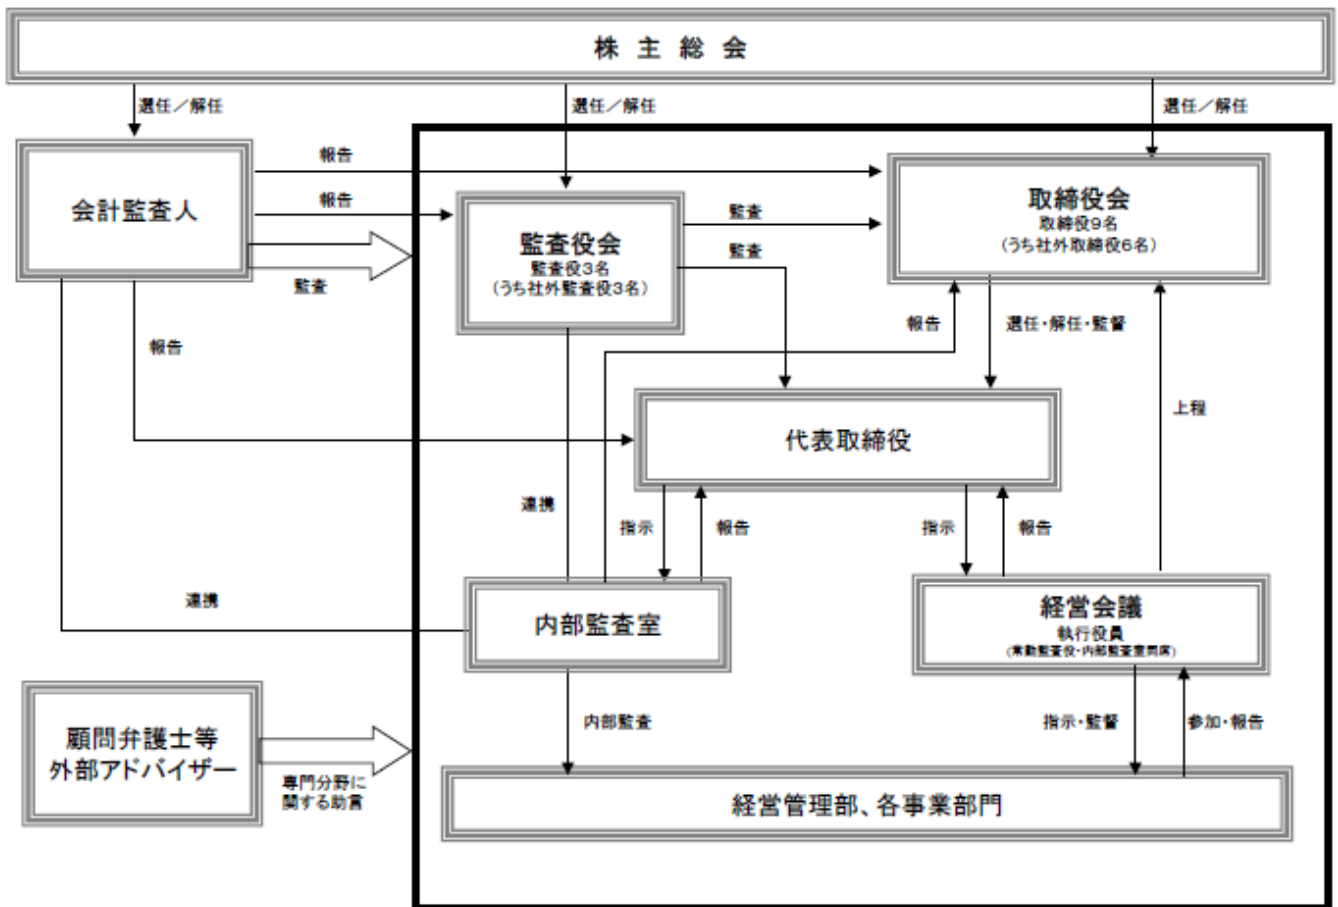 株 主 総 会
選任／解任
選任／解任
選任／解任
会計監査人
報告
報告
監査
監査役会
監査役3名
(うち社外監査役3名)
監査
監査
取締役会
取締役9名
(うち社外取締役6名)
報告
報告
選任・解任・監督
上程
代表取締役
連携
指示
報告
指示
報告
連携
内部監査室
経営会議
執行役員
(常勤監査役・内部監査室同席)
顧問弁護士等
外部アドバイザー
専門分野に
関する助言
内部監査
指示・監督
参加・報告
経営管理部、各事業部門